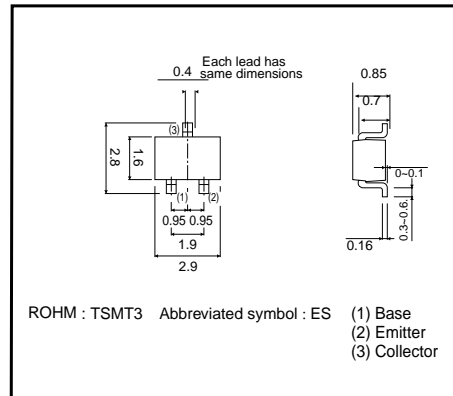 Each lead has
same dimensions
0.4
(3)
2.8
1.6
(1)
(2)
0.95 0.95
1.9
2.9
0.85
0.7
0~0.1
0.3~0.6
0.16
ROHM : TSMT3 Abbreviated symbol : ES
(1) Base
(2) Emitter
(3) Collector